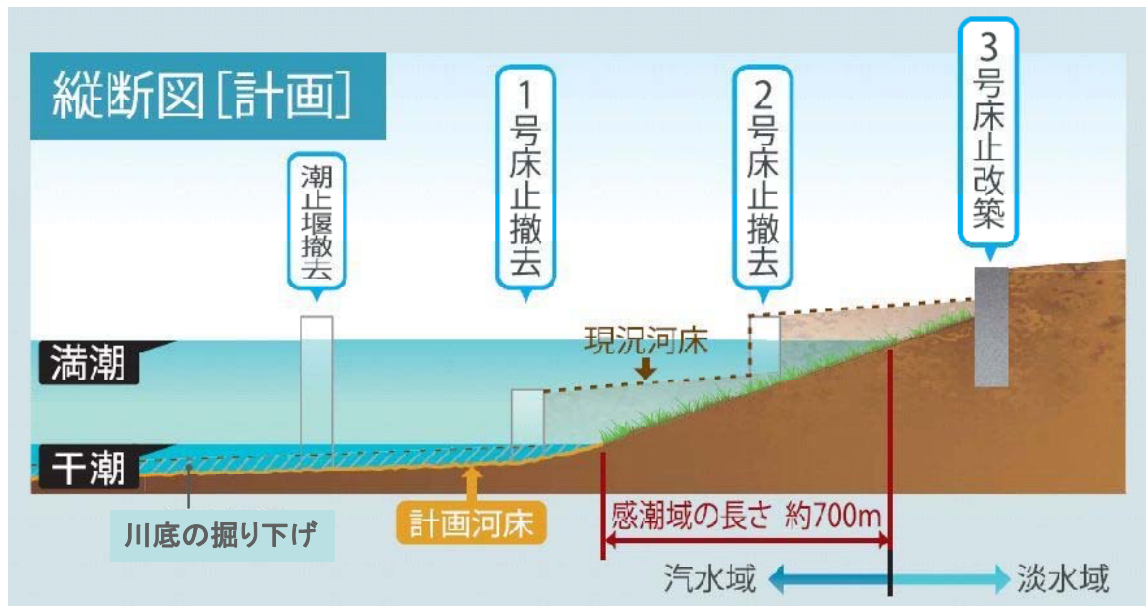 縦断図[計画]
潮止堰撤去
1号床止撤去
2号床止撤去
3号床止改築
満潮
現況河床
干潮
川底の掘り下げ
計画河床
感潮域の長さ 約700m
汽水域
淡水域